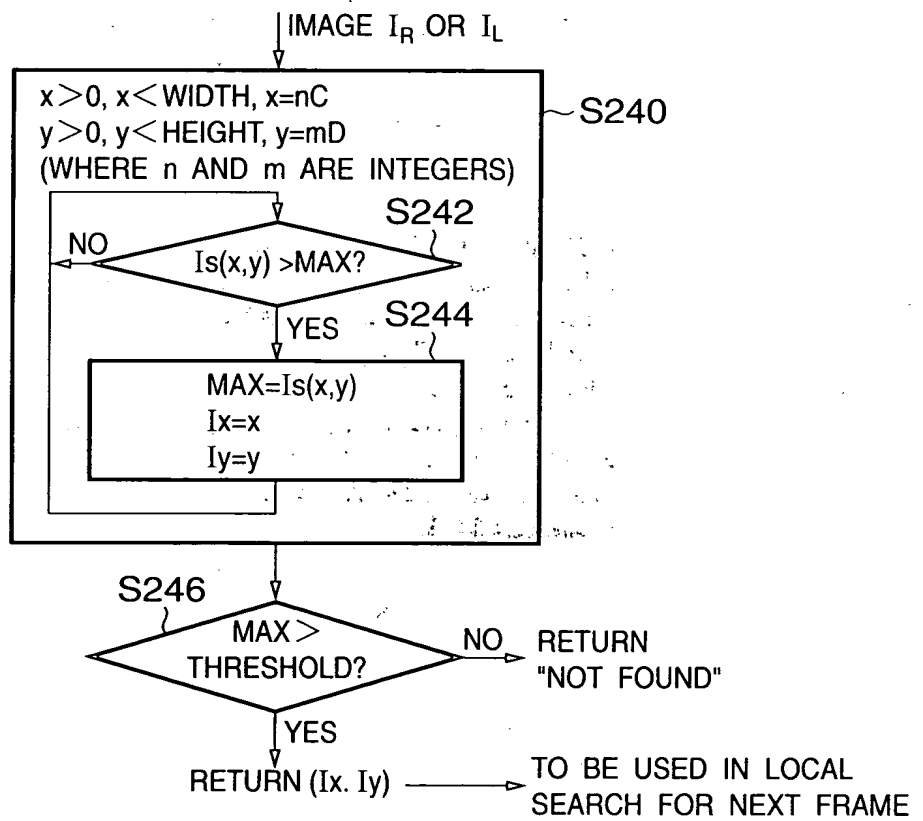 IMAGE IR OR IL
x>0, x<WIDTH, x=nC
y>0, y<HEIGHT, y=mD
(WHERE n AND m ARE INTEGERS)
S240
S242
NO
Is(x,y) >MAX?
YES
S244
MAX=Is(x,y)
Ix=x
Iy=y
S246
MAX>
THRESHOLD?
NO
RETURN
"NOT FOUND"
YES
RETURN (Ix. Iy)
TO BE USED IN LOCAL
SEARCH FOR NEXT FRAME